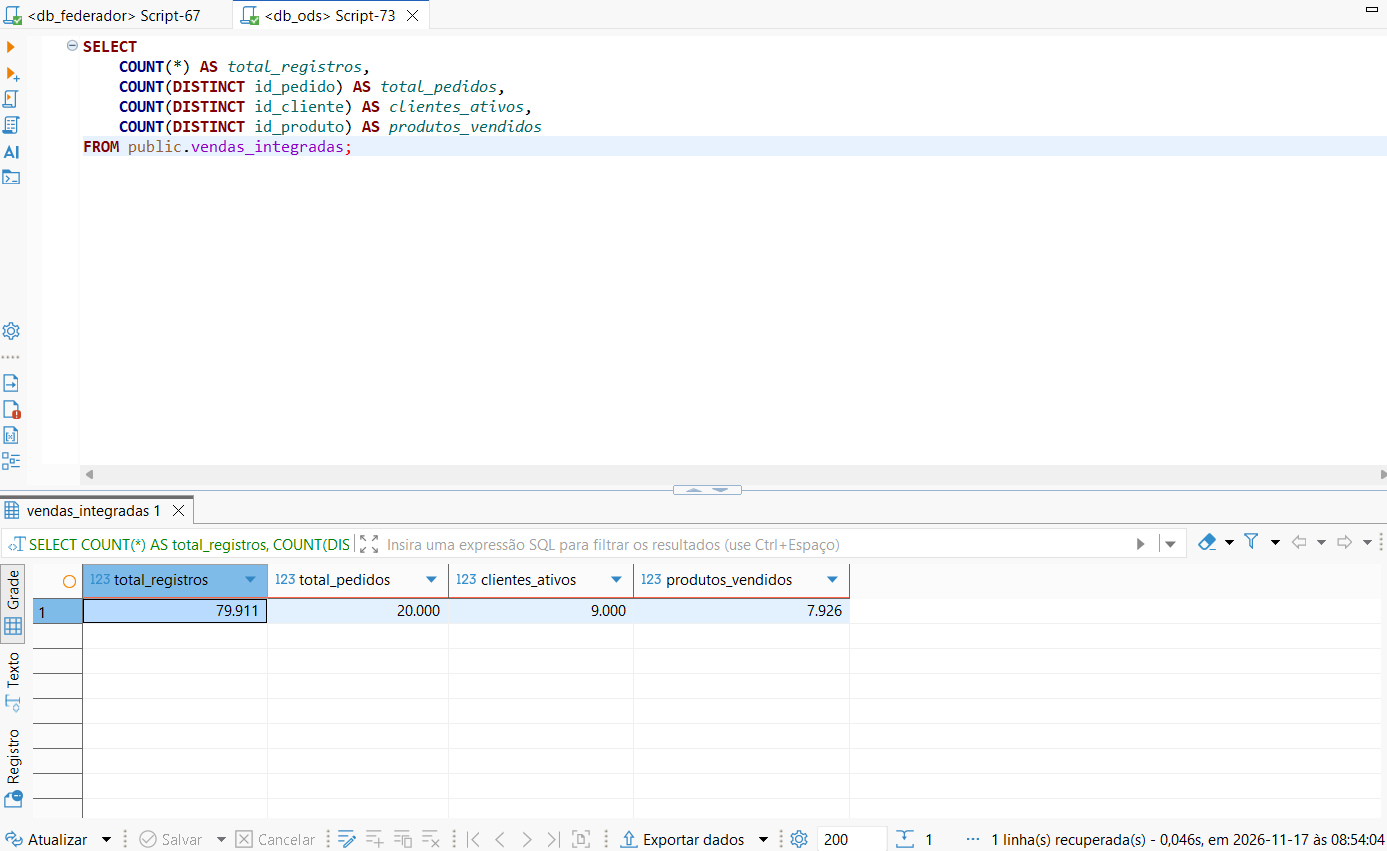 <db_federador> Script-67
<db_ods> Script-73
SELECT
COUNT(*) AS total_registros,
COUNT(DISTINCT id_pedido) AS total_pedidos,
COUNT(DISTINCT id_cliente) AS clientes_ativos,
COUNT(DISTINCT id_produto) AS produtos_vendidos
FROM public.vendas_integradas;
AI
vendas_integradas 1
SELECT COUNT(*) AS total_registros, COUNT(DIS
Insira uma expressão SQL para filtrar os resultados (use Ctrl+Espaço)
Grade
Texto
Registro
123 total_registros 123 total_pedidos 123 clientes_ativos 123 produtos_vendidos
1 79.911 20.000 9.000 7.926
Atualizar Salvar Cancelar Exportar dados 200 1 ... 1 linha(s) recuperada(s) - 0,046s, em 2026-11-17 às 08:54:04